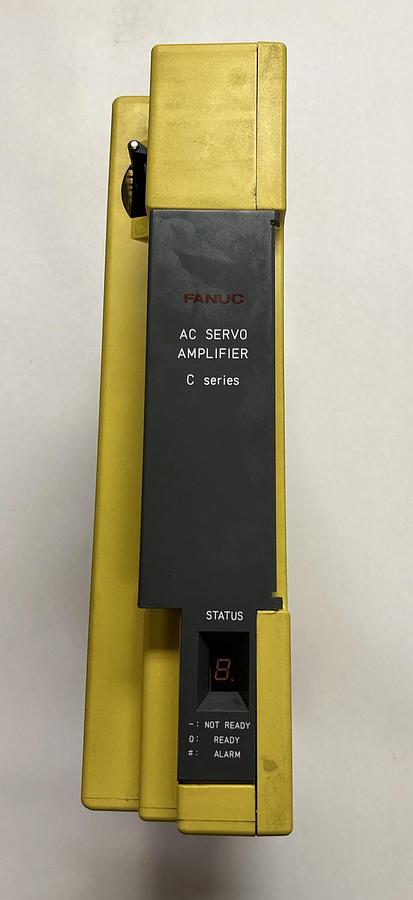 FANUC
AC SERVO
AMPLIFIER
C series
STATUS
8.
-: NOT READY
0: READY
#: ALARM